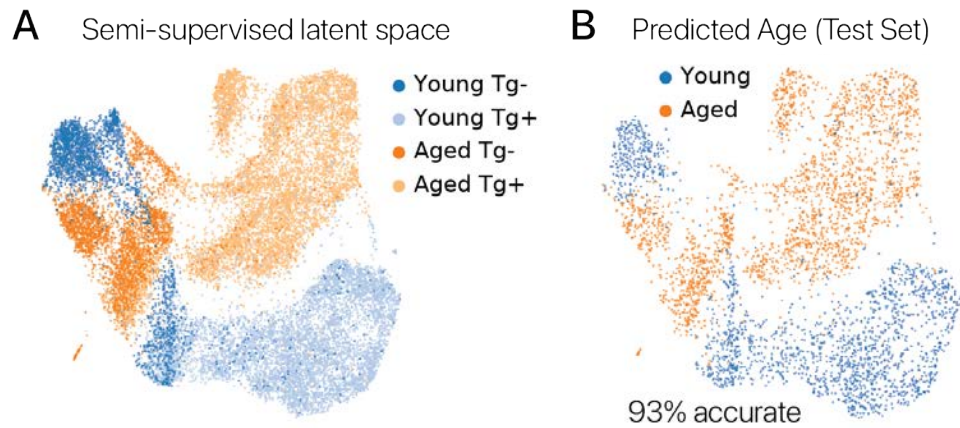 A Semi-supervised latent space
Young Tg-
Young Tg+
Aged Tg-
Aged Tg+
B Predicted Age (Test Set)
Young
Aged
93% accurate